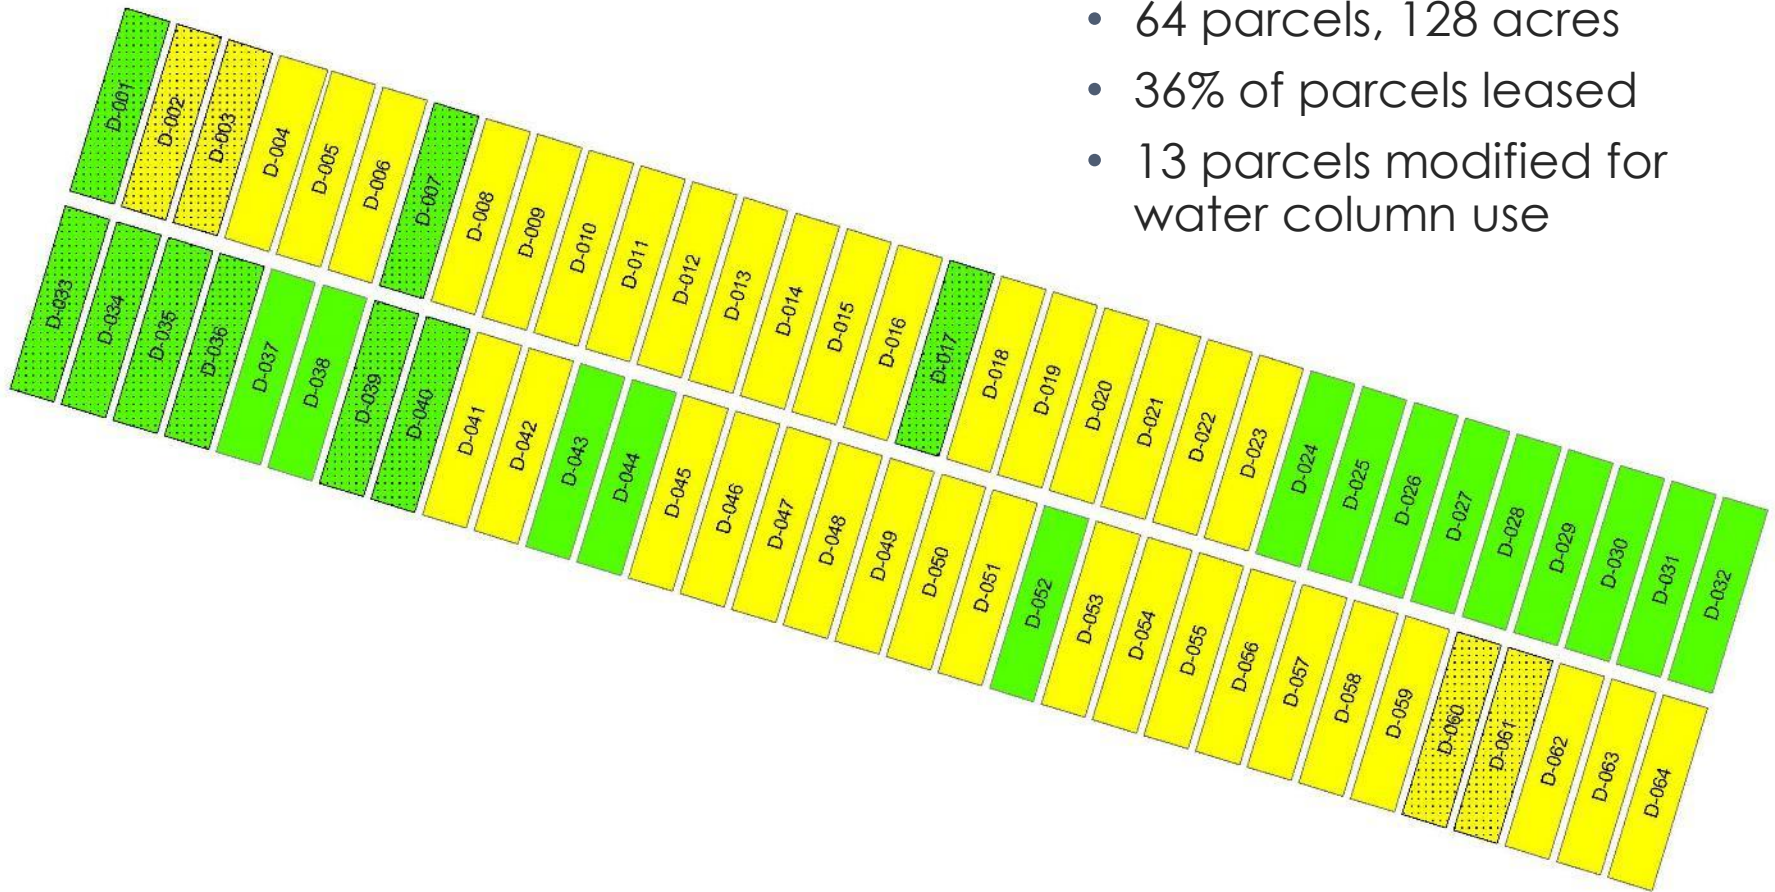 • 64 parcels, 128 acres
• 36% of parcels leased
• 13 parcels modified for
water column use
D-001
D-002
D-003
D-004
D-005
D-006
D-007
D-008
D-009
D-010
D-011
D-012
D-013
D-014
D-015
D-016
D-017
D-018
D-019
D-020
D-021
D-022
D-023
D-024
D-025
D-026
D-027
D-028
D-029
D-030
D-031
D-032
D-033
D-034
D-035
D-036
D-037
D-038
D-039
D-040
D-041
D-042
D-043
D-044
D-045
D-046
D-047
D-048
D-049
D-050
D-051
D-052
D-053
D-054
D-055
D-056
D-057
D-058
D-059
D-060
D-061
D-062
D-063
D-064